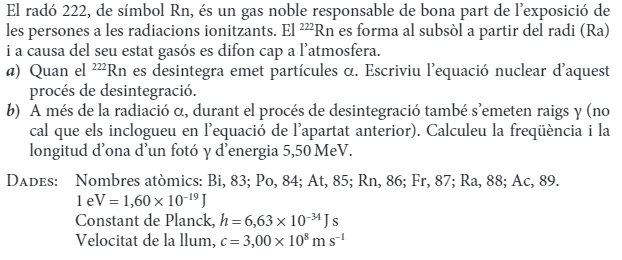 El radó 222, de símbol Rn, és un gas noble responsable de bona part de l'exposició de
les persones a les radiacions ionitzants. El ²²²Rn es forma al subsòl a partir del radi (Ra)
i a causa del seu estat gasós es difon cap a l'atmosfera.
a) Quan el ²²²Rn es desintegra emet partícules α. Escriviu l'equació nuclear d'aquest
procés de desintegració.
b) A més de la radiació α, durant el procés de desintegració també s'emeten raigs γ (no
cal que els inclogueu en l'equació de l'apartat anterior). Calculeu la freqüència i la
longitud d'ona d'un fotó γ d'energia 5,50 MeV.
DADES: Nombres atòmics: Bi, 83; Po, 84; At, 85; Rn, 86; Fr, 87; Ra, 88; Ac, 89.
1 eV = 1,60 × 10⁻¹⁹ J
Constant de Planck, h = 6,63 × 10⁻³⁴ J s
Velocitat de la llum, c = 3,00 × 10⁸ m s⁻¹